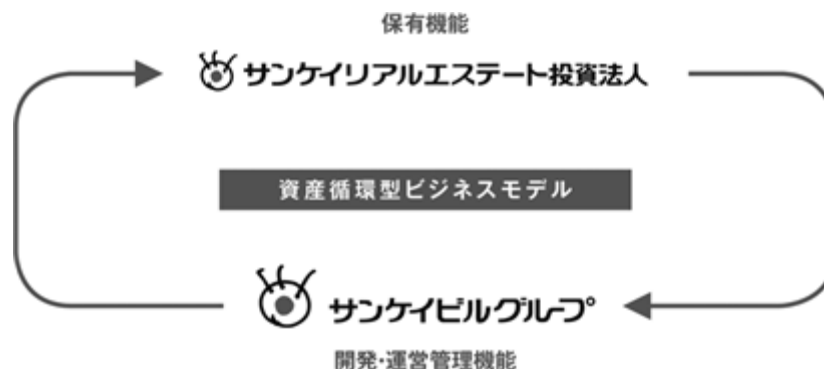 保有機能
サンケイリアルエステート投資法人
資産循環型ビジネスモデル
サンケイビルグループ
開発・運営管理機能